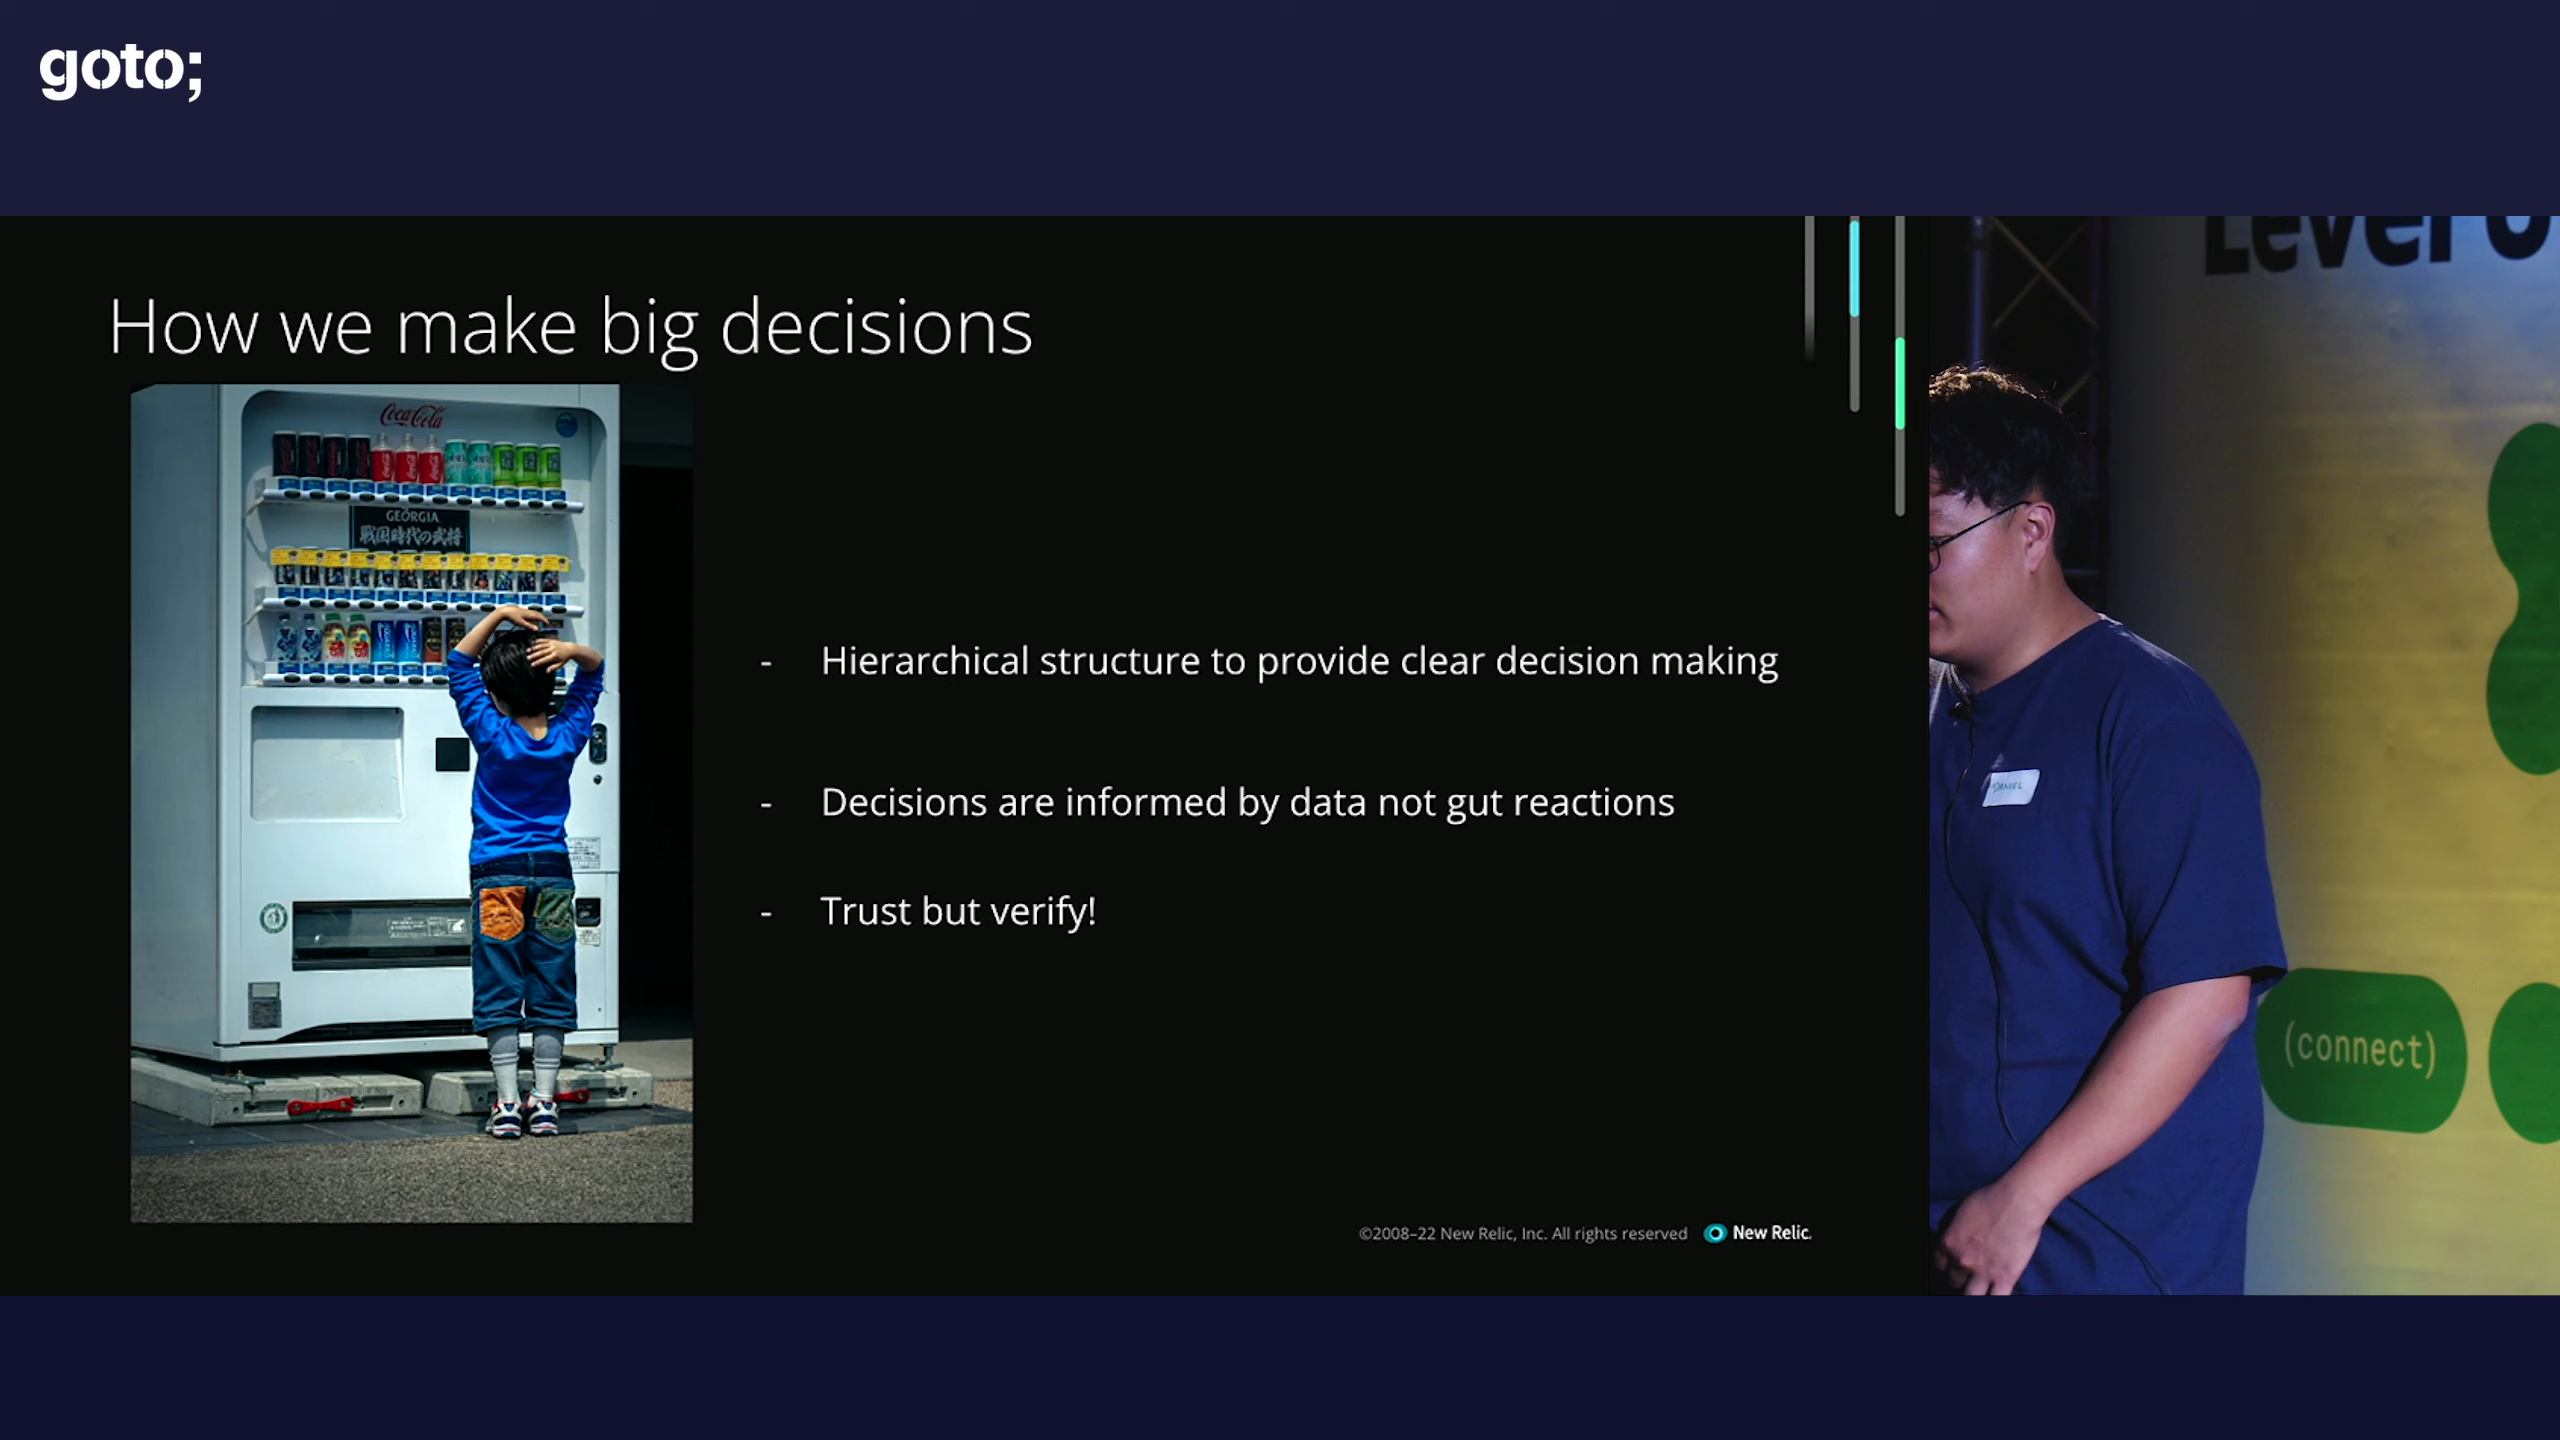 goto;
How we make big decisions
Coca-Cola
GEORGIA
戦国時代の武将
- Hierarchical structure to provide clear decision making
- Decisions are informed by data not gut reactions
- Trust but verify!
©2008–22 New Relic, Inc. All rights reserved New Relic.
Level
(connect)